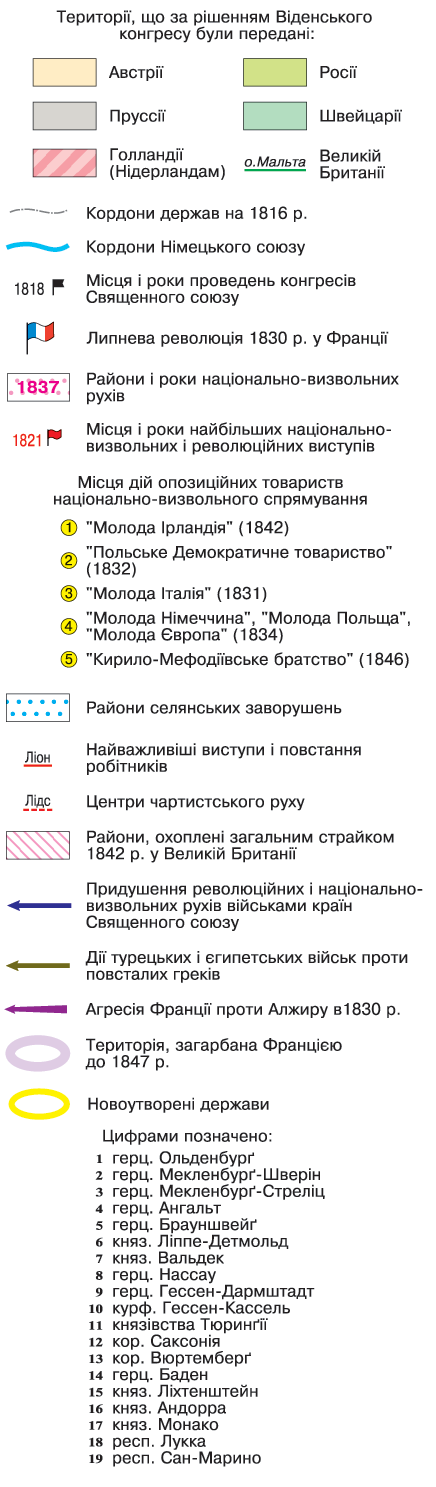 Території, що за рішенням Віденського
конгресу були передані:
Австрії
Росії
Пруссії
Швейцарії
Голландії
(Нідерландам)
о.Мальта
Великій
Британії
Кордони держав на 1816 р.
Кордони Німецького союзу
1818
Місця і роки проведень конгресів
Священного союзу
Липнева революція 1830 р. у Франції
1837
Райони і роки національно-визвольних
рухів
1821
Місця і роки найбільших національно-
визвольних і революційних виступів
Місця дій опозиційних товариств
національно-визвольного спрямування
1 "Молода Ірландія" (1842)
2 "Польське Демократичне товариство"
(1832)
3 "Молода Італія" (1831)
4 "Молода Німеччина", "Молода Польща",
"Молода Європа" (1834)
5 "Кирило-Мефодіївське братство" (1846)
Райони селянських заворушень
Ліон
Найважливіші виступи і повстання
робітників
Лідс
Центри чартистського руху
Райони, охоплені загальним страйком
1842 р. у Великій Британії
Придушення революційних і національно-
визвольних рухів військами країн
Священного союзу
Дії турецьких і єгипетських військ проти
повсталих греків
Агресія Франції проти Алжиру в1830 р.
Територія, загарбана Францією
до 1847 р.
Новоутворені держави
Цифрами позначено:
1 герц. Ольденбурґ
2 герц. Мекленбурґ-Шверін
3 герц. Мекленбурґ-Стреліц
4 герц. Ангальт
5 герц. Брауншвейґ
6 княз. Ліппе-Детмольд
7 княз. Вальдек
8 герц. Нассау
9 герц. Гессен-Дармштадт
10 курф. Гессен-Кассель
11 князівства Тюринґії
12 кор. Саксонія
13 кор. Вюртемберґ
14 герц. Баден
15 княз. Ліхтенштейн
16 княз. Андорра
17 княз. Монако
18 респ. Лукка
19 респ. Сан-Марино